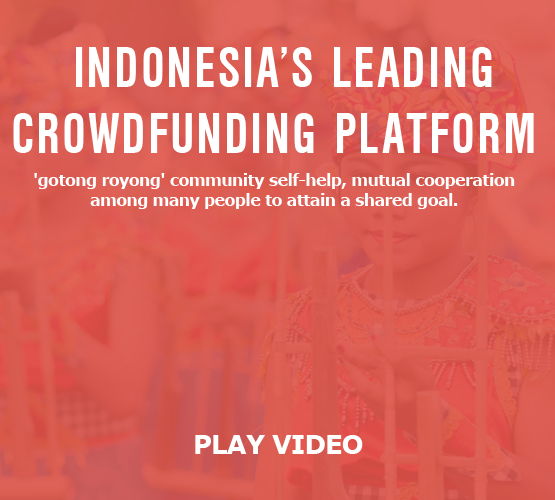 INDONESIA’S LEADING
CROWDFUNDING PLATFORM
'gotong royong' community self-help, mutual cooperation
among many people to attain a shared goal.
PLAY VIDEO